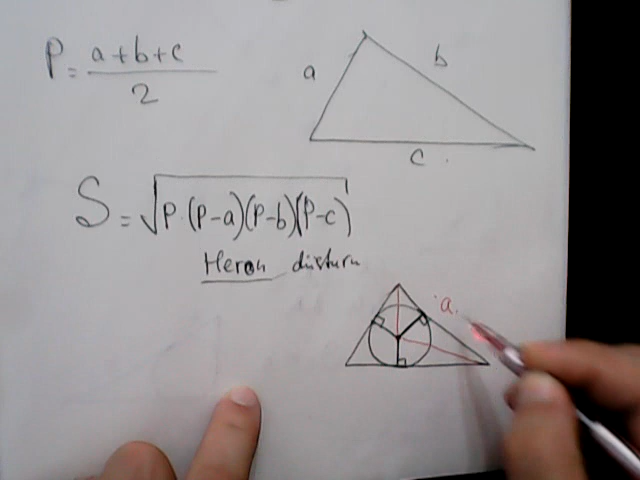 P = a+b+c / 2
a
b
c
S = √P·(P-a)(P-b)(P-c)
Heron düsturu
a